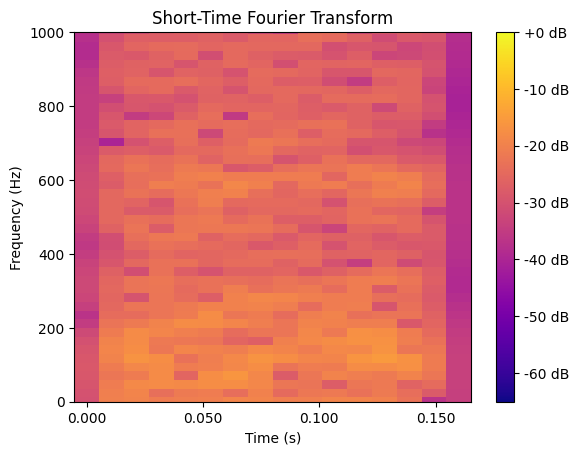 Short-Time Fourier Transform
1000
800
600
400
200
0
Frequency (Hz)
0.000
0.050
0.100
0.150
Time (s)
+0 dB
-10 dB
-20 dB
-30 dB
-40 dB
-50 dB
-60 dB